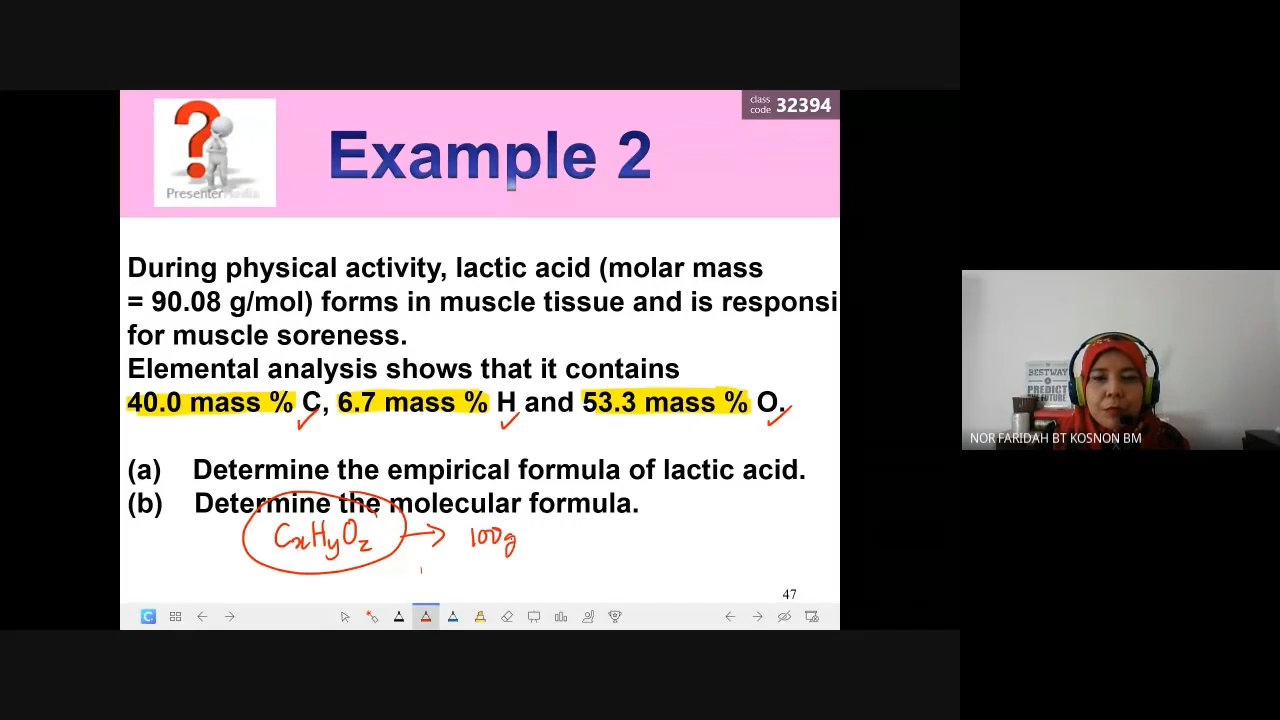 class
code 32394
Example 2
PresenterMedia
During physical activity, lactic acid (molar mass
= 90.08 g/mol) forms in muscle tissue and is responsi
for muscle soreness.
Elemental analysis shows that it contains
40.0 mass % C, 6.7 mass % H and 53.3 mass % O.
(a) Determine the empirical formula of lactic acid.
(b) Determine the molecular formula.
CxHyOz → 100g
47
BESTWAY
PREDICT
NOR FARIDAH BT KOSNON BM